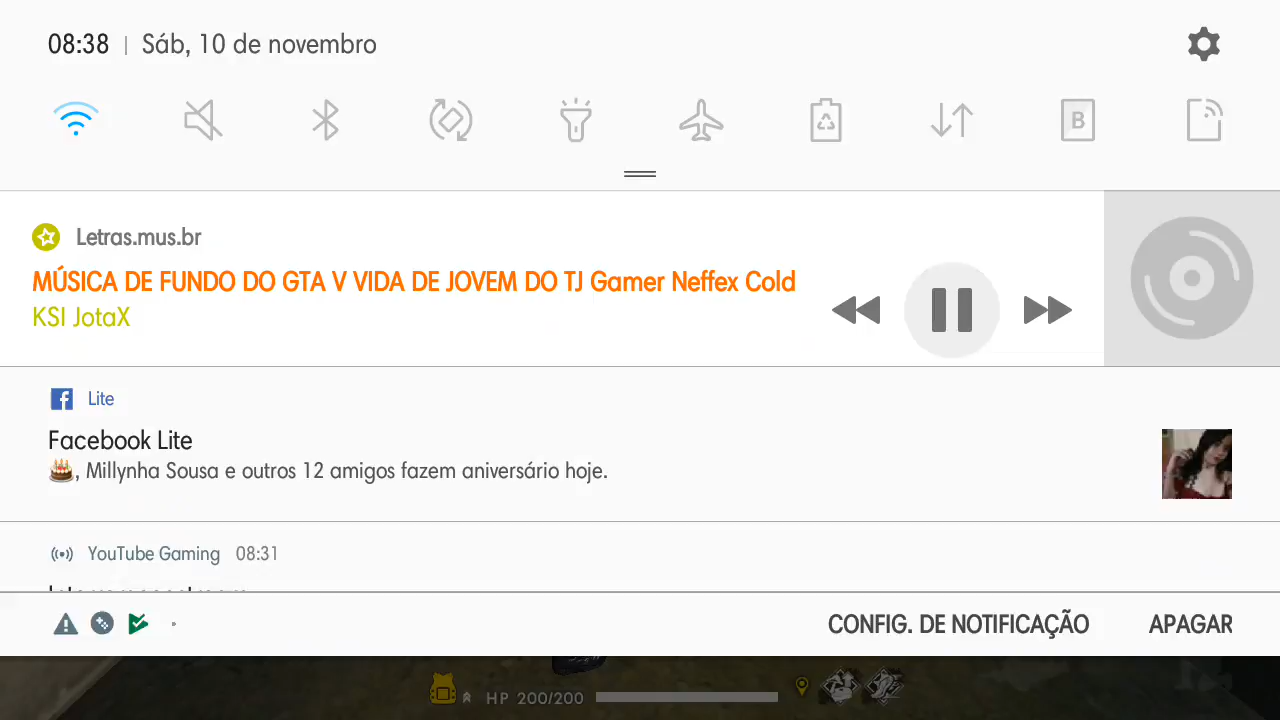 08:38 | Sáb, 10 de novembro
B
Letras.mus.br
MÚSICA DE FUNDO DO GTA V VIDA DE JOVEM DO TJ Gamer Neffex Cold
KSI JotaX
Lite
Facebook Lite
🎂, Millynha Sousa e outros 12 amigos fazem aniversário hoje.
YouTube Gaming 08:31
CONFIG. DE NOTIFICAÇÃO APAGAR
HP 200/200